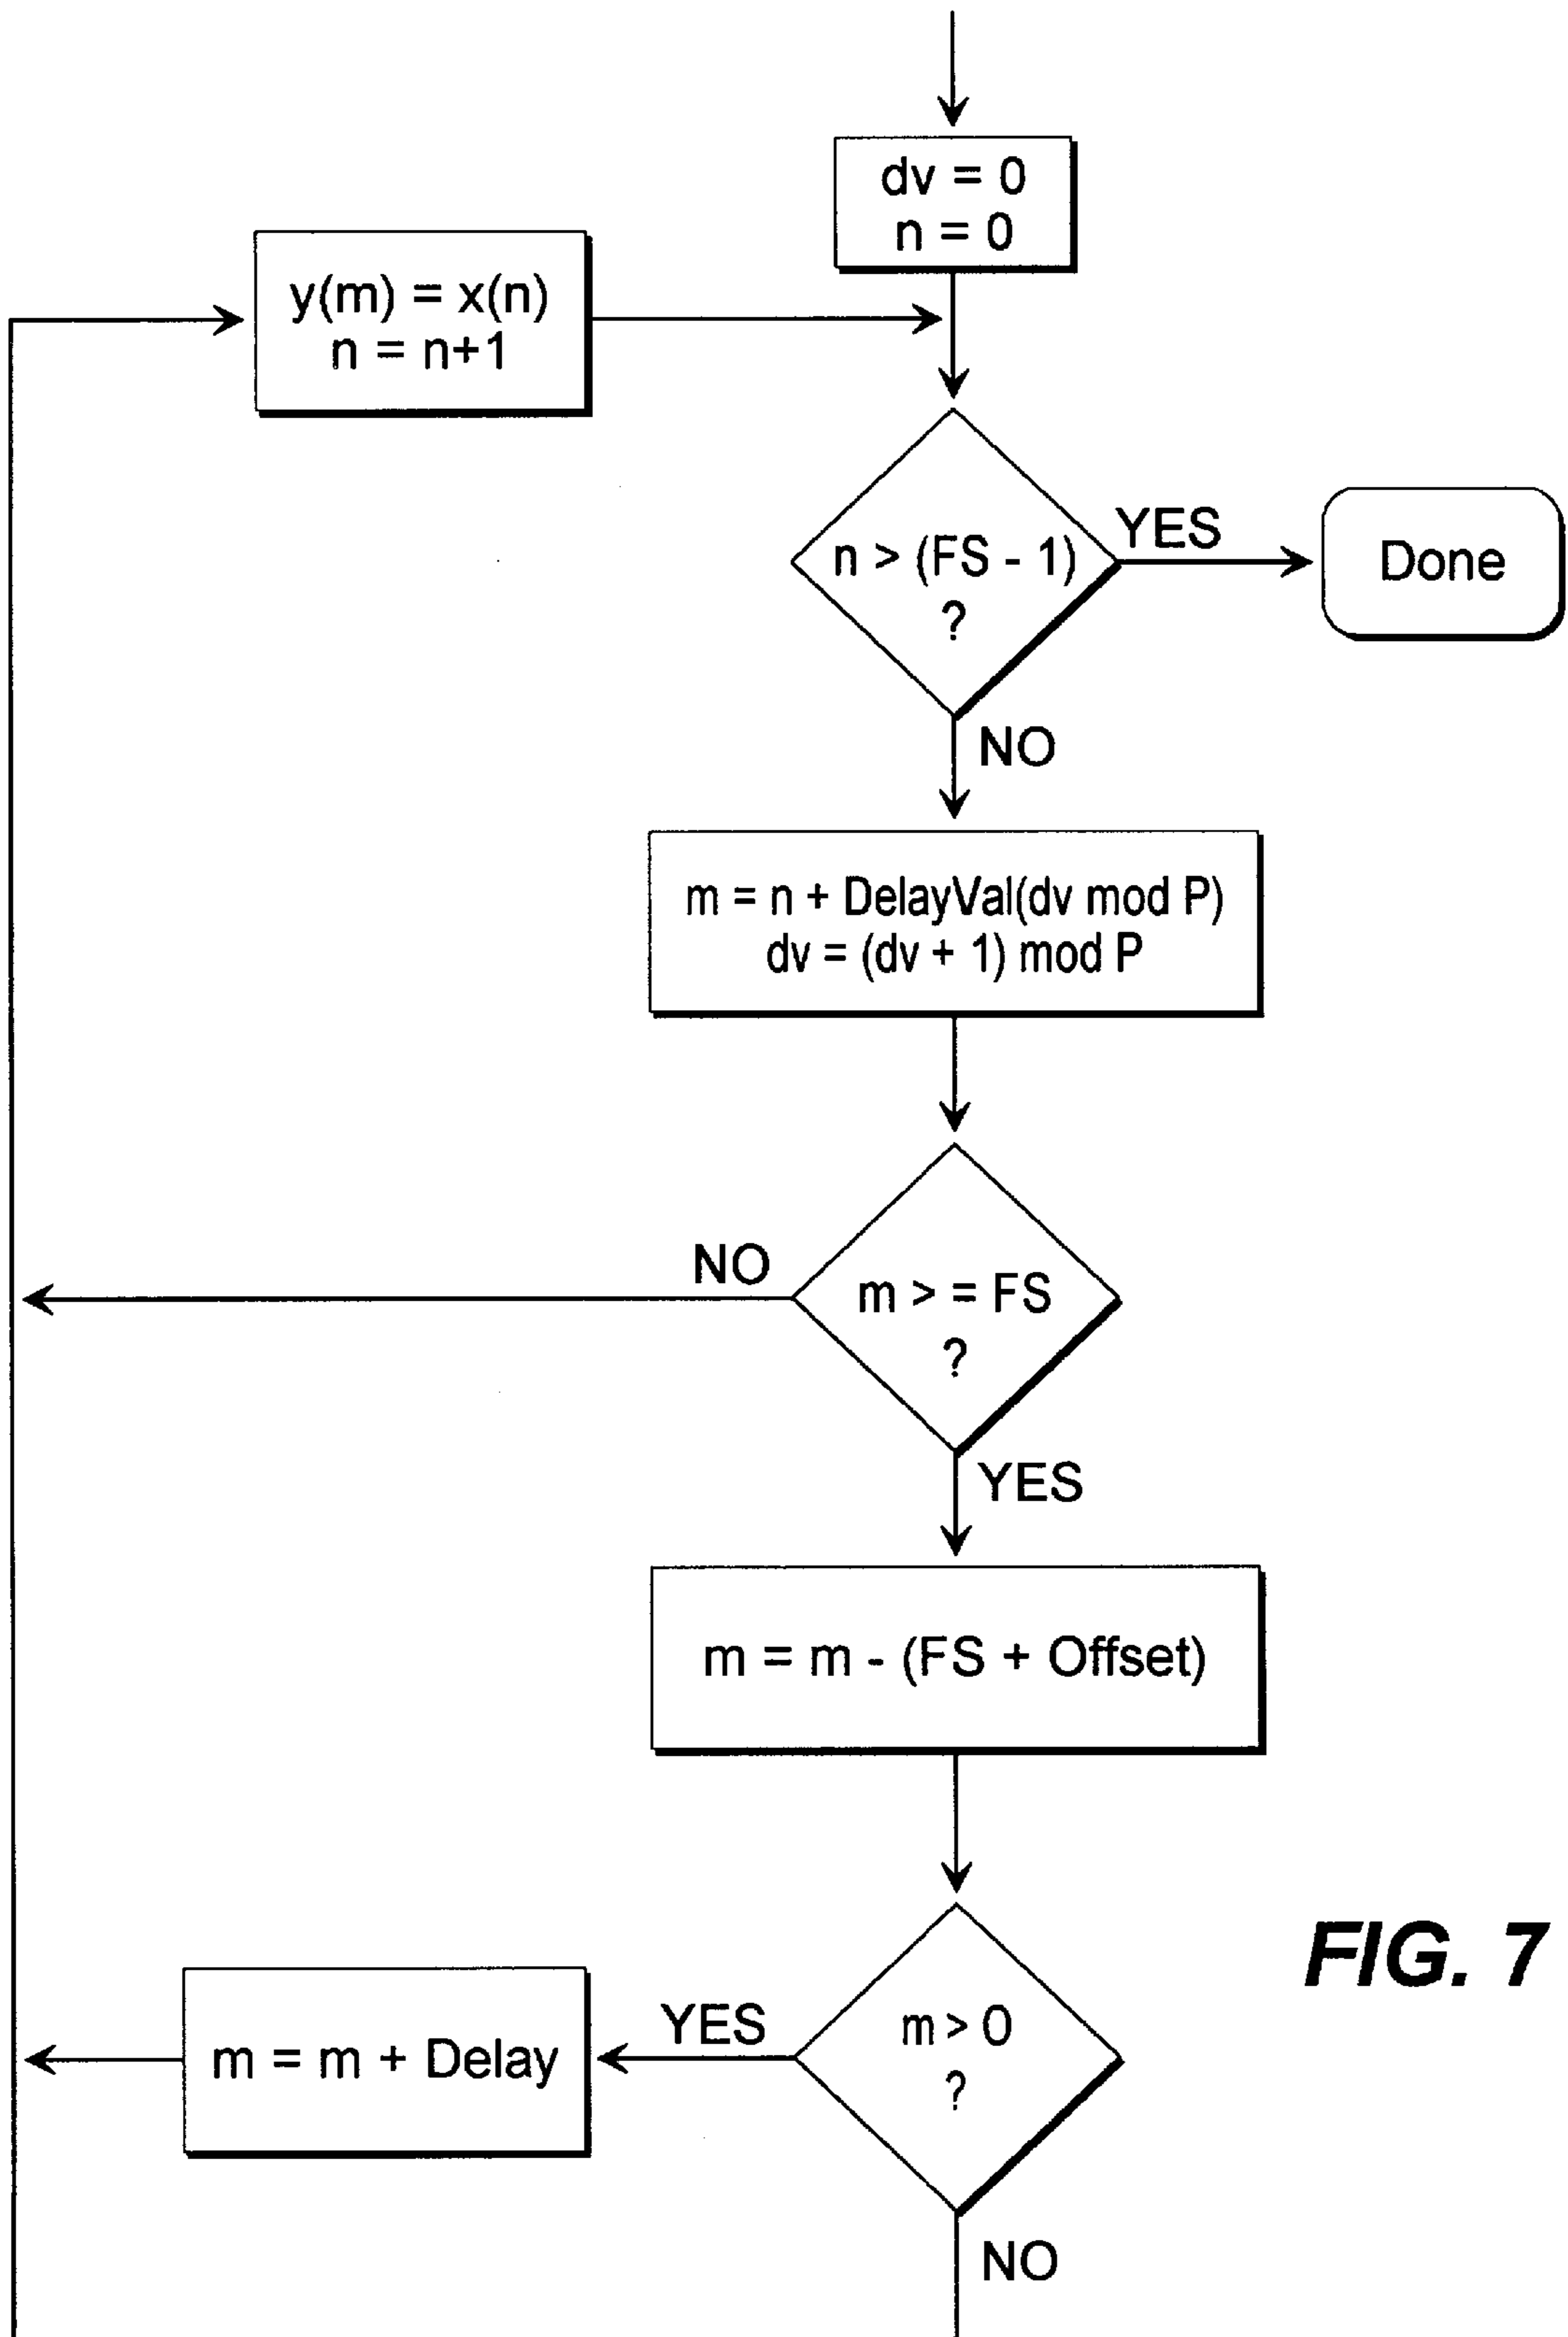 dv = 0
n = 0
y(m) = x(n)
n = n+1
n > (FS - 1)
?
YES
Done
NO
m = n + DelayVal(dv mod P)
dv = (dv + 1) mod P
NO
m > = FS
?
YES
m = m - (FS + Offset)
m > 0
?
YES
m = m + Delay
NO
FIG. 7